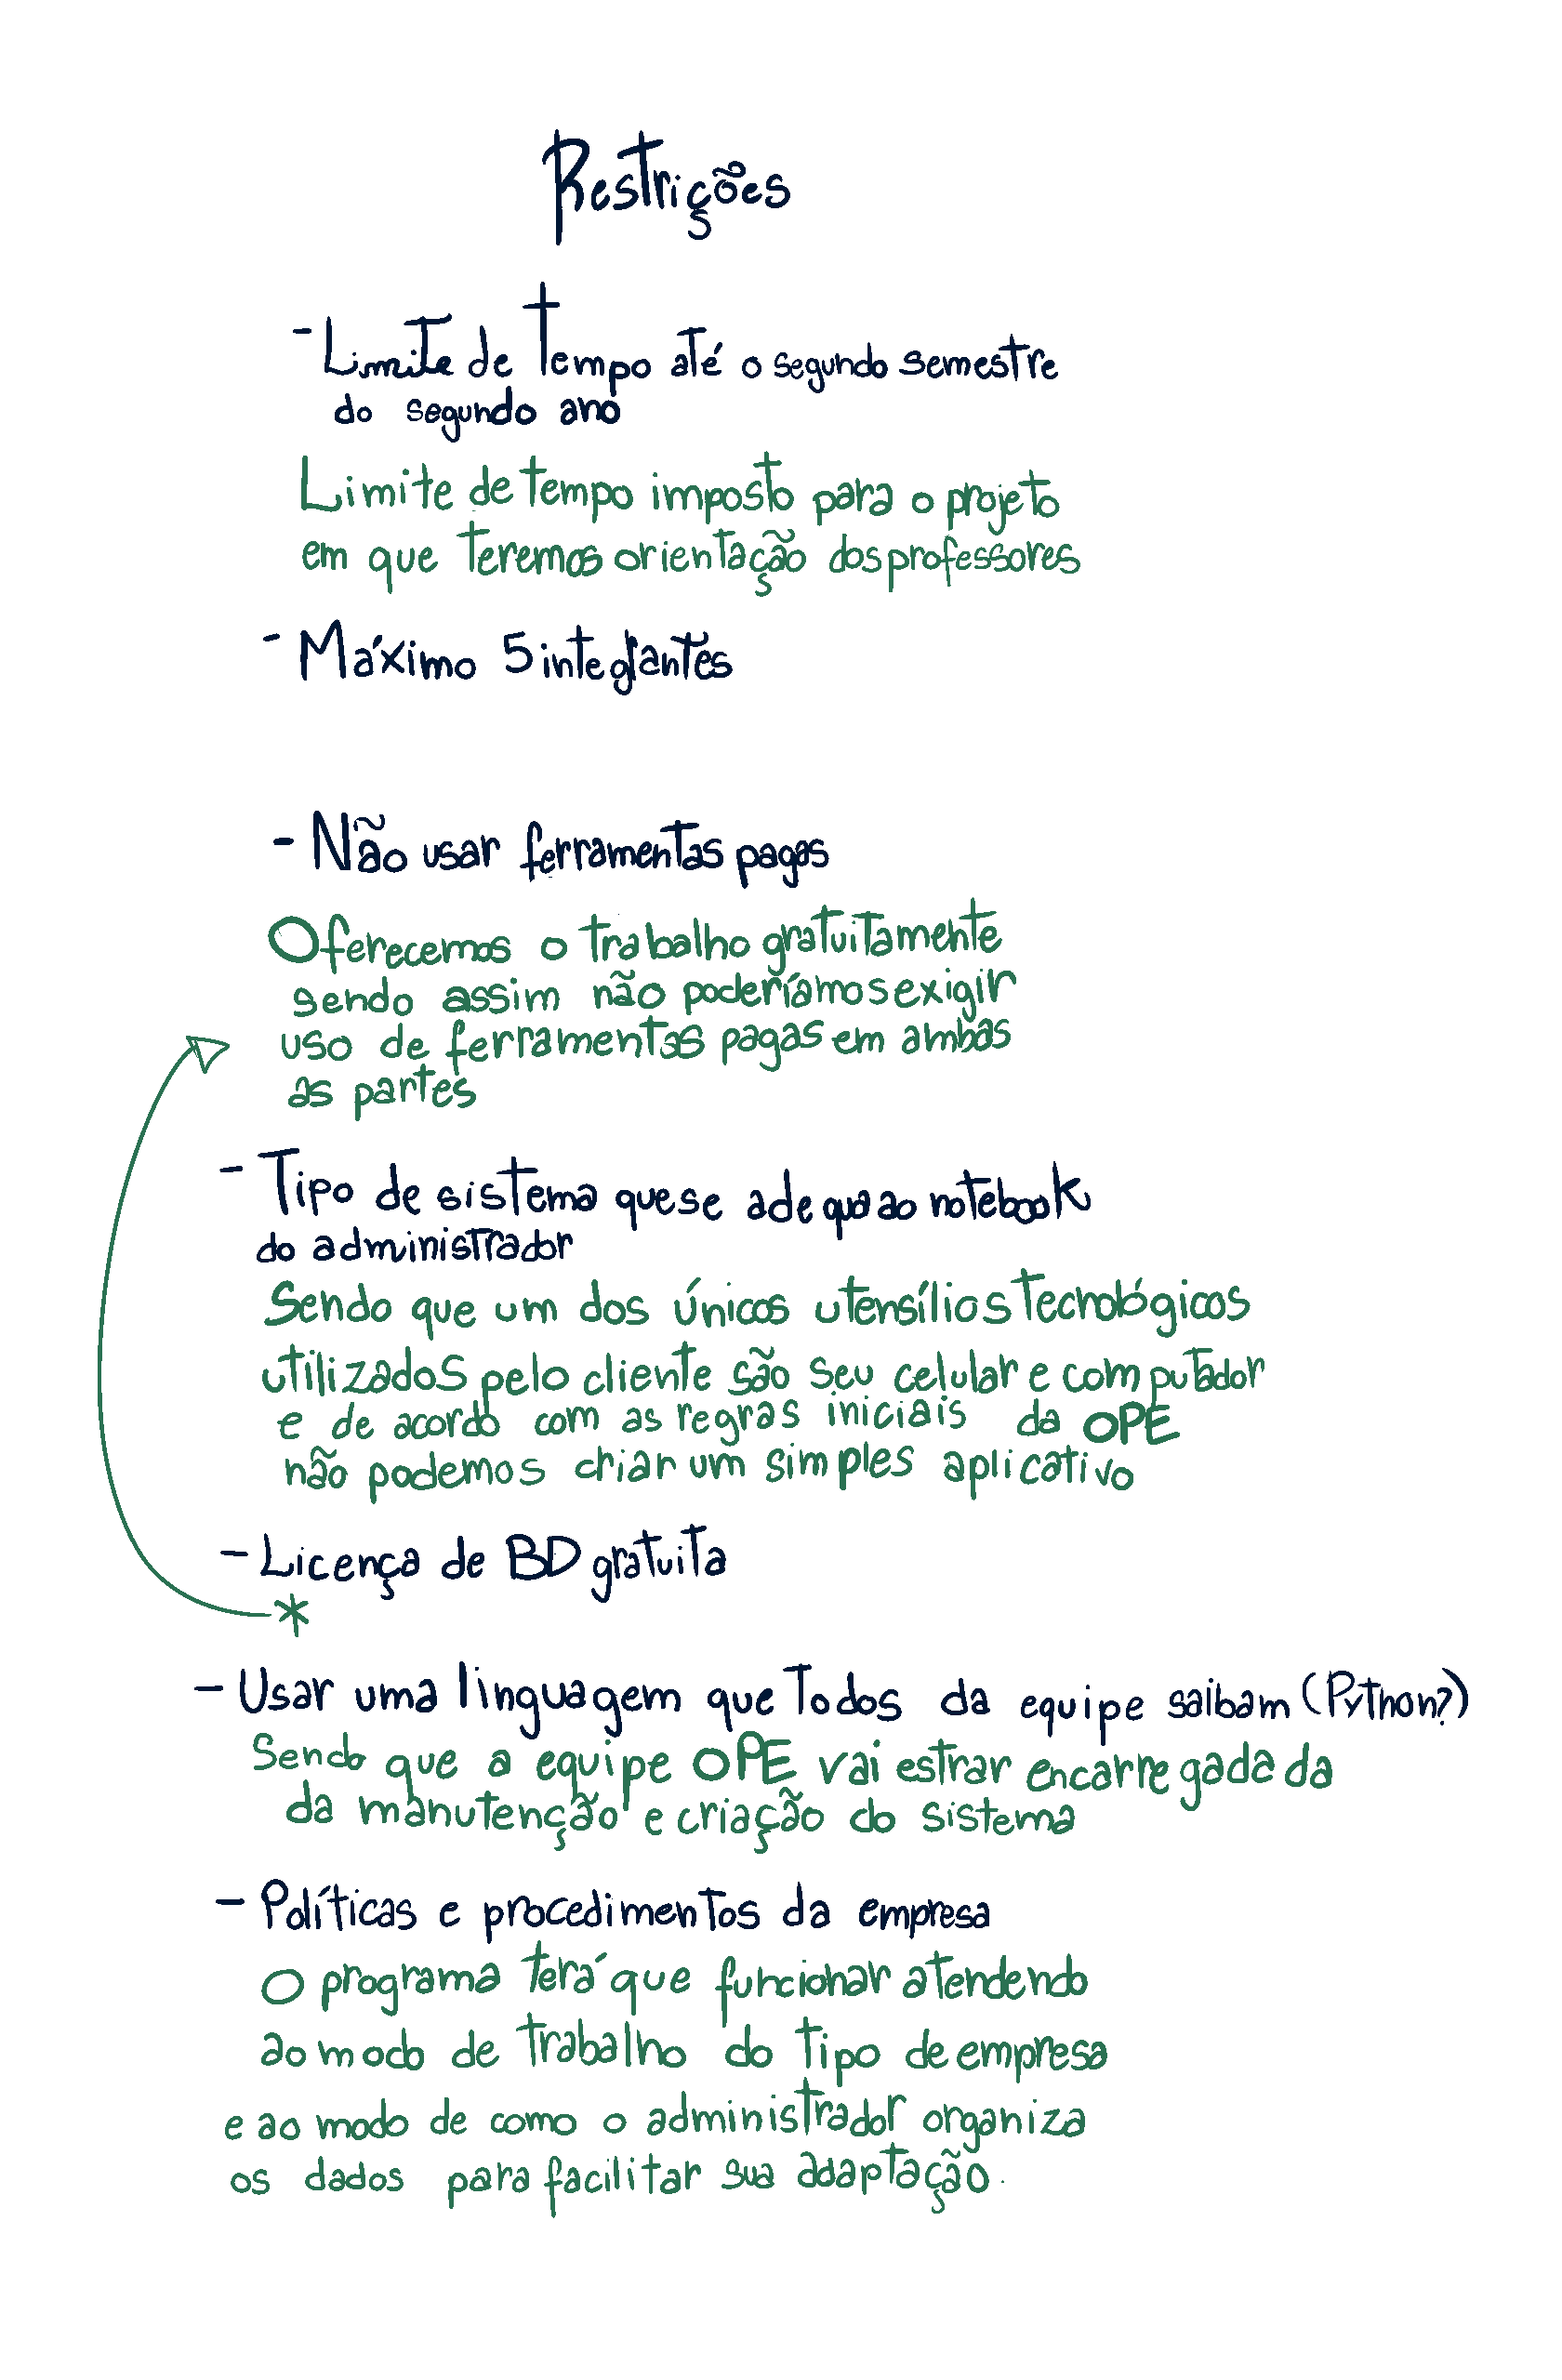 Restrições
- Limite de Tempo até o segundo semestre
do segundo ano
Limite de tempo imposto para o projeto
em que teremos orientação dos professores
- Máximo 5 integrantes
- Não usar ferramentas pagas
Oferecemos o trabalho gratuitamente
sendo assim não poderíamos exigir
uso de ferramentas pagas em ambas
as partes
- Tipo de sistema que se adequa ao notebook
do administrador
Sendo que um dos únicos utensílios tecnológicos
utilizados pelo cliente são seu celular e computador
e de acordo com as regras iniciais da OPE
não podemos criar um simples aplicativo
- Licença de BD gratuita
*
- Usar uma linguagem que Todos da equipe saibam (Python?)
Sendo que a equipe OPE vai estrar encarregada da
da manutenção e criação do sistema
- Políticas e procedimentos da empresa
O programa terá que funcionar atendendo
ao modo de trabalho do tipo de empresa
e ao modo de como o administrador organiza
os dados para facilitar sua adaptação.